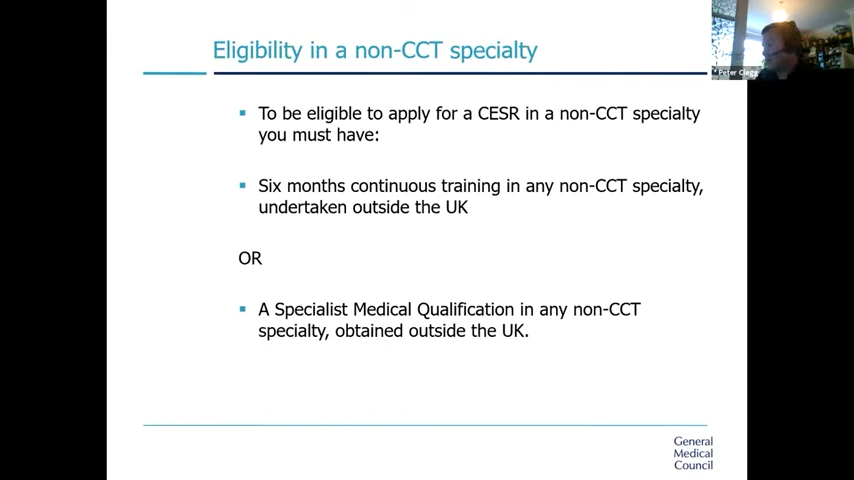 Eligibility in a non-CCT specialty
Peter Clegg
To be eligible to apply for a CESR in a non-CCT specialty
you must have:
Six months continuous training in any non-CCT specialty,
undertaken outside the UK
OR
A Specialist Medical Qualification in any non-CCT
specialty, obtained outside the UK.
General
Medical
Council